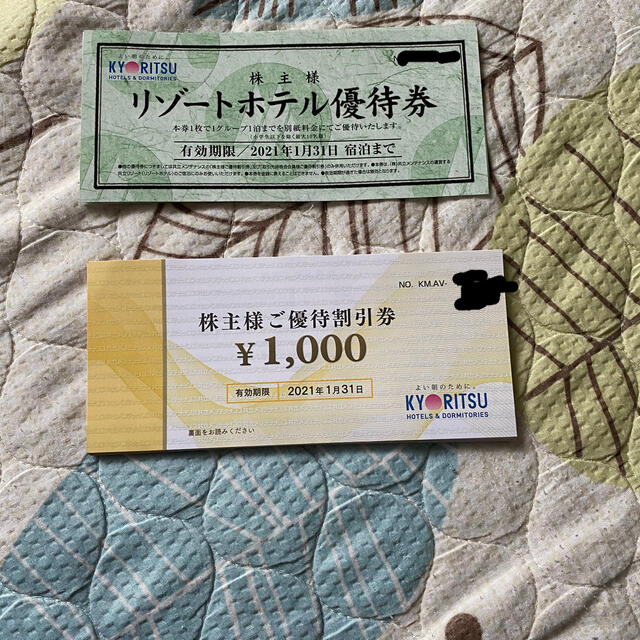 よい朝のために。
KYORITSU
HOTELS & DORMITORIES
株主様
リゾートホテル優待券
本券1枚で1グループ1泊までを別紙料金にてご優待いたします。
有効期限／2021年1月31日 宿泊まで
NO. KM.AV-
株主様ご優待割引券
¥1,000
有効期限 2021年1月31日
よい朝のために。
KYORITSU
HOTELS & DORMITORIES
裏面をお読みください